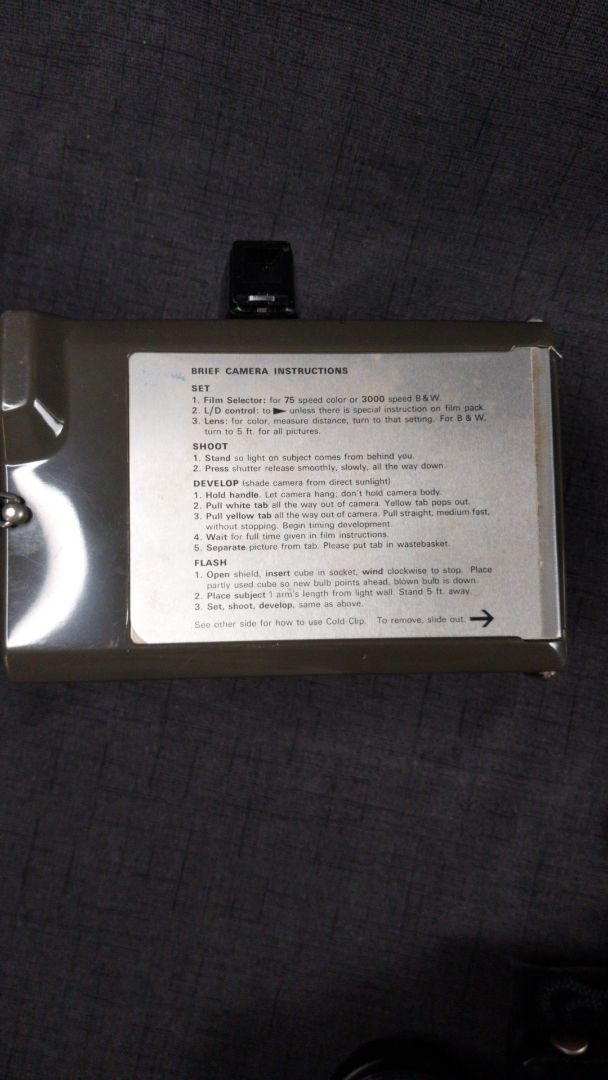 BRIEF CAMERA INSTRUCTIONS
SET
1. Film Selector: for 75 speed color or 3000 speed B & W.
2. L/D control: to ► unless there is special instruction on film pack.
3. Lens: for color, measure distance, turn to that setting. For B & W,
turn to 5 ft. for all pictures.
SHOOT
1. Stand so light on subject comes from behind you.
2. Press shutter release smoothly, slowly, all the way down.
DEVELOP (shade camera from direct sunlight)
1. Hold handle. Let camera hang; don't hold camera body.
2. Pull white tab all the way out of camera. Yellow tab pops out.
3. Pull yellow tab all the way out of camera. Pull straight, medium fast,
without stopping. Begin timing development.
4. Wait for full time given in film instructions.
5. Separate picture from tab. Please put tab in wastebasket.
FLASH
1. Open shield, insert cube in socket, wind clockwise to stop. Place
partly used cube so new bulb points ahead, blown bulb is down.
2. Place subject 1 arm's length from light wall. Stand 5 ft. away.
3. Set, shoot, develop, same as above.
See other side for how to use Cold-Clip. To remove, slide out. →